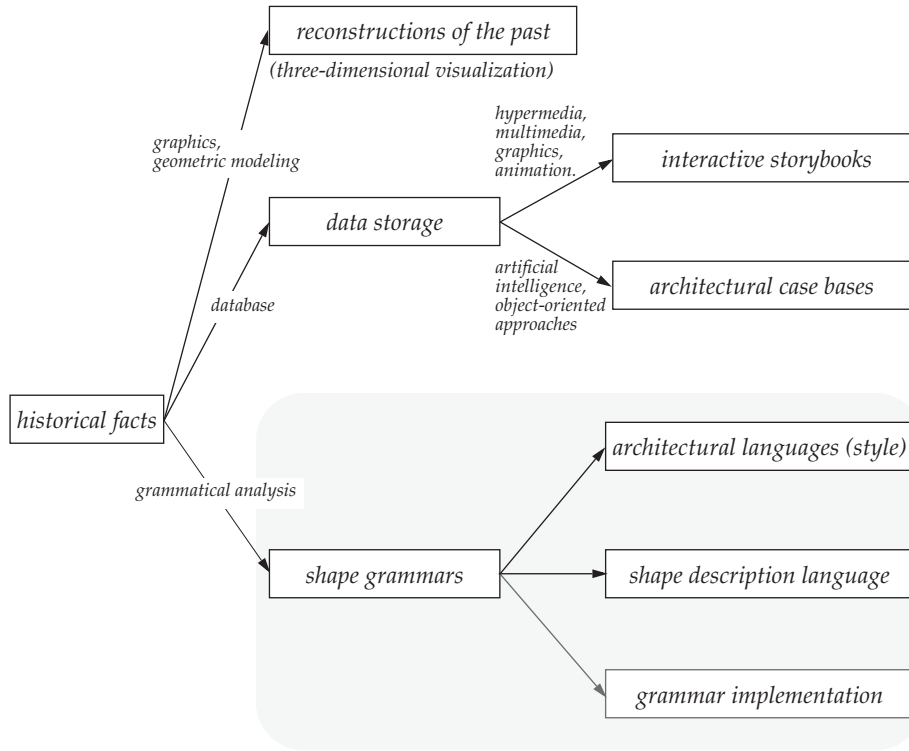 reconstructions of the past
(three-dimensional visualization)
graphics,
geometric modeling
hypermedia,
multimedia,
graphics,
animation.
interactive storybooks
data storage
artificial
intelligence,
object-oriented
approaches
architectural case bases
database
historical facts
architectural languages (style)
grammatical analysis
shape grammars
shape description language
grammar implementation